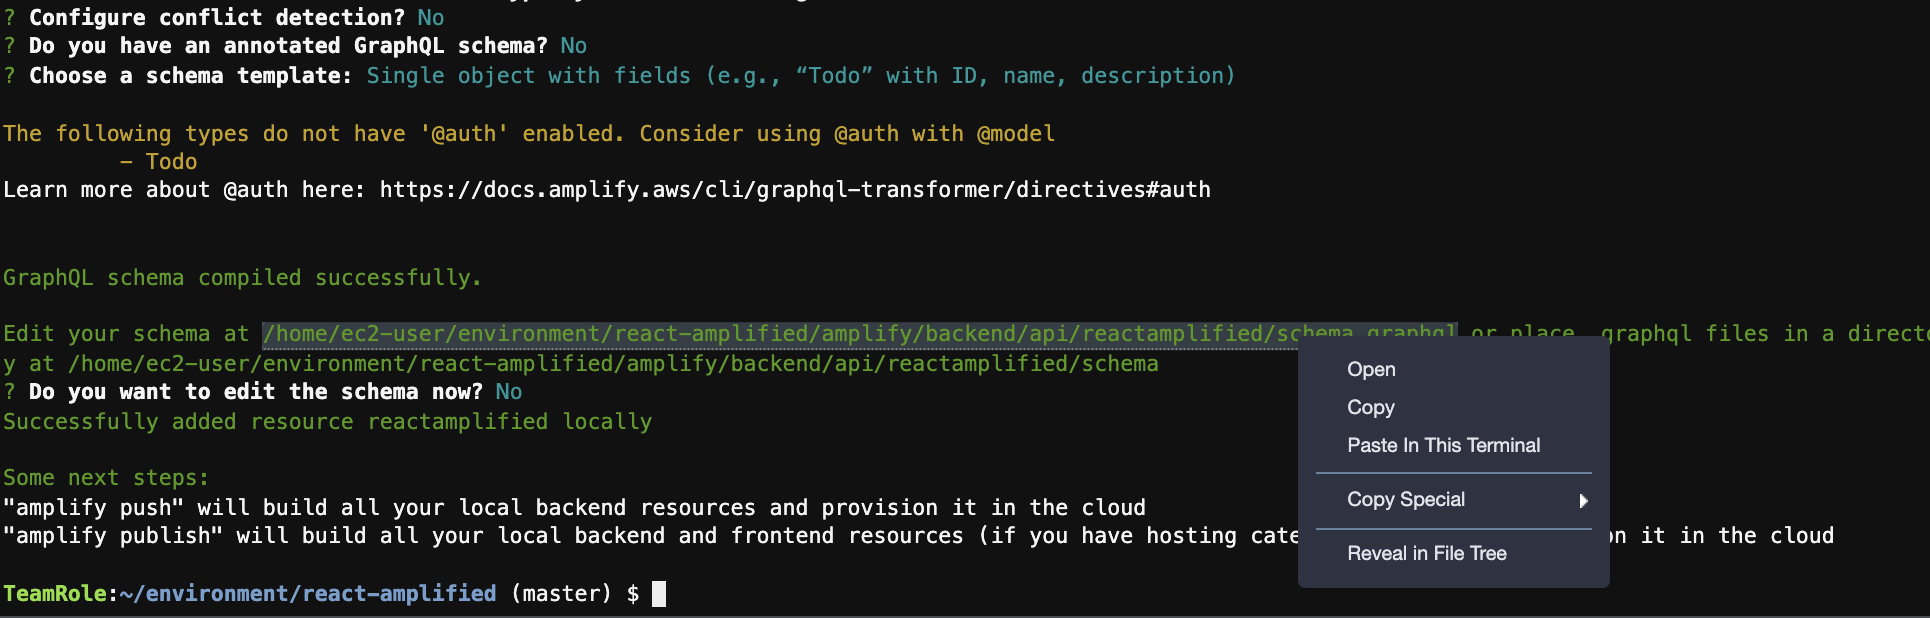 ? Configure conflict detection? No
? Do you have an annotated GraphQL schema? No
? Choose a schema template: Single object with fields (e.g., “Todo” with ID, name, description)
The following types do not have '@auth' enabled. Consider using @auth with @model
- Todo
Learn more about @auth here: https://docs.amplify.aws/cli/graphql-transformer/directives#auth
GraphQL schema compiled successfully.
Edit your schema at /home/ec2-user/environment/react-amplified/amplify/backend/api/reactamplified/schema.graphql or place .graphql files in a directo
y at /home/ec2-user/environment/react-amplified/amplify/backend/api/reactamplified/schema
? Do you want to edit the schema now? No
Successfully added resource reactamplified locally
Some next steps:
"amplify push" will build all your local backend resources and provision it in the cloud
"amplify publish" will build all your local backend and frontend resources (if you have hosting cate on it in the cloud
TeamRole:~/environment/react-amplified (master) $
Open
Copy
Paste In This Terminal
Copy Special
Reveal in File Tree